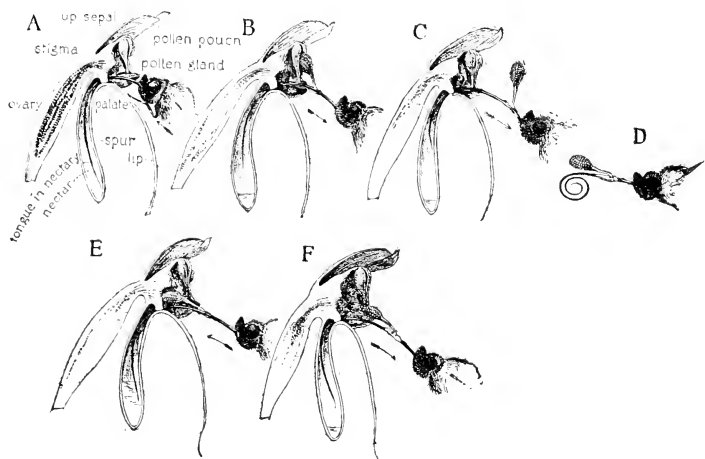 A
up sepal
stigma
pollen pouch
pollen gland
ovary
palate
spur
lip
tongue in nectary
nectar
B
C
D
E
F